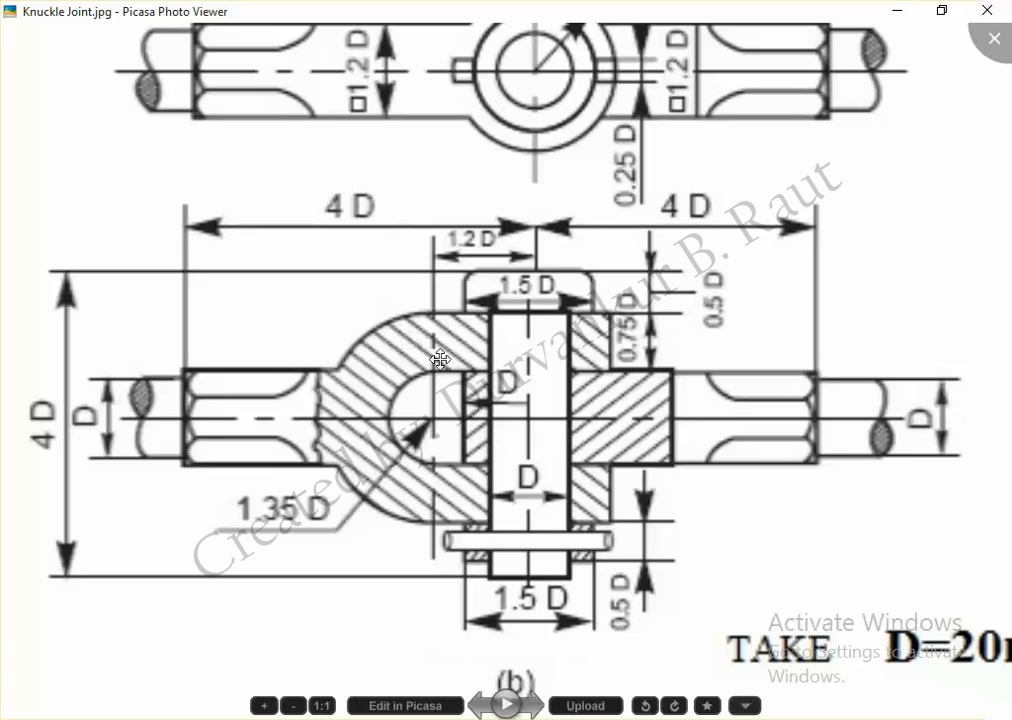 Knuckle Joint.jpg - Picasa Photo Viewer
□1.2 D
□1.2 D
0.25 D
4 D
4 D
1.2 D
1.5 D
0.5 D
0.75 D
D
4 D
D
D
D
1.35 D
1.5 D
0.5 D
Created by: Durvankur B. Raut
Activate Windows
Go to Settings to activate
Windows.
TAKE D=20
(b)
1:1
Edit in Picasa
Upload